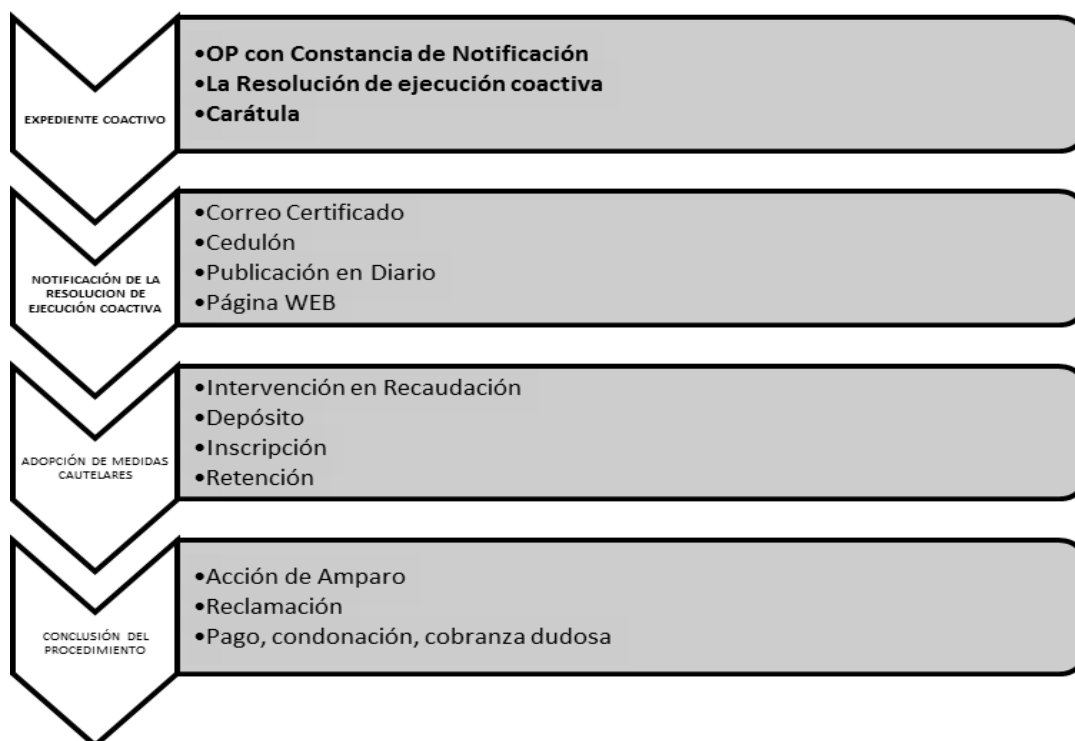 EXPEDIENTE COACTIVO
•OP con Constancia de Notificación
•La Resolución de ejecución coactiva
•Carátula
NOTIFICACIÓN DE LA
RESOLUCION DE
EJECUCIÓN COACTIVA
•Correo Certificado
•Cedulón
•Publicación en Diario
•Página WEB
ADOPCIÓN DE MEDIDAS
CAUTELARES
•Intervención en Recaudación
•Depósito
•Inscripción
•Retención
CONCLUSIÓN DEL
PROCEDIMIENTO
•Acción de Amparo
•Reclamación
•Pago, condonación, cobranza dudosa